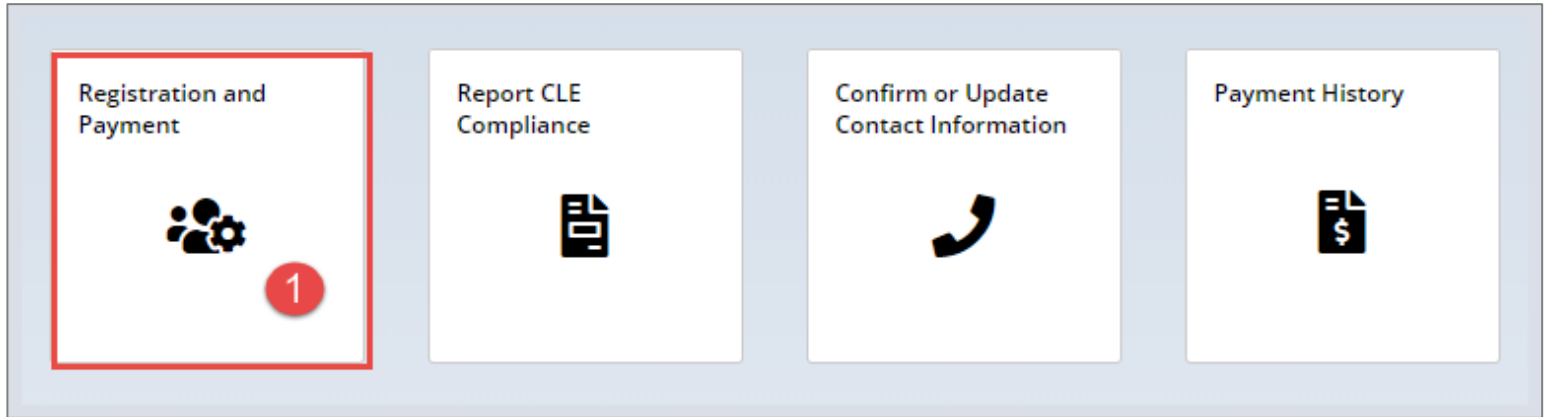 Registration and
Payment
1
Report CLE
Compliance
Confirm or Update
Contact Information
Payment History
$